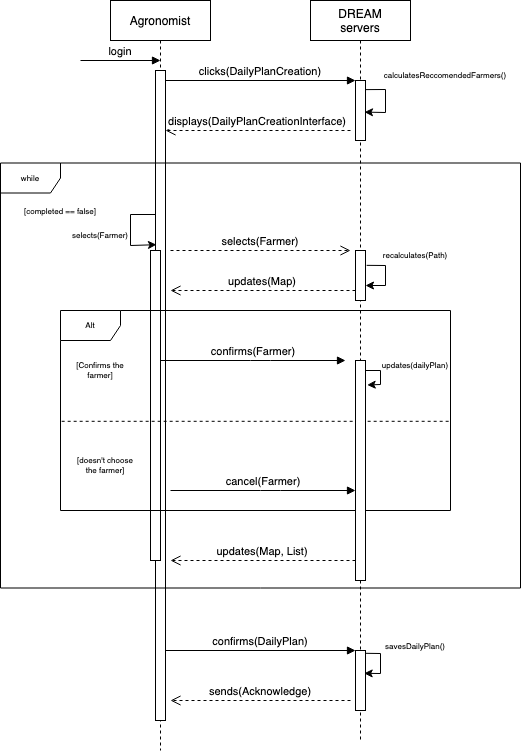 Agronomist
DREAM
servers
login
clicks(DailyPlanCreation)
calculatesReccomendedFarmers()
displays(DailyPlanCreationInterface)
while
[completed == false]
selects(Farmer)
selects(Farmer)
recalculates(Path)
updates(Map)
Alt
confirms(Farmer)
[Confirms the
farmer]
updates(dailyPlan)
[doesn't choose
the farmer]
cancel(Farmer)
updates(Map, List)
confirms(DailyPlan)
savesDailyPlan()
sends(Acknowledge)